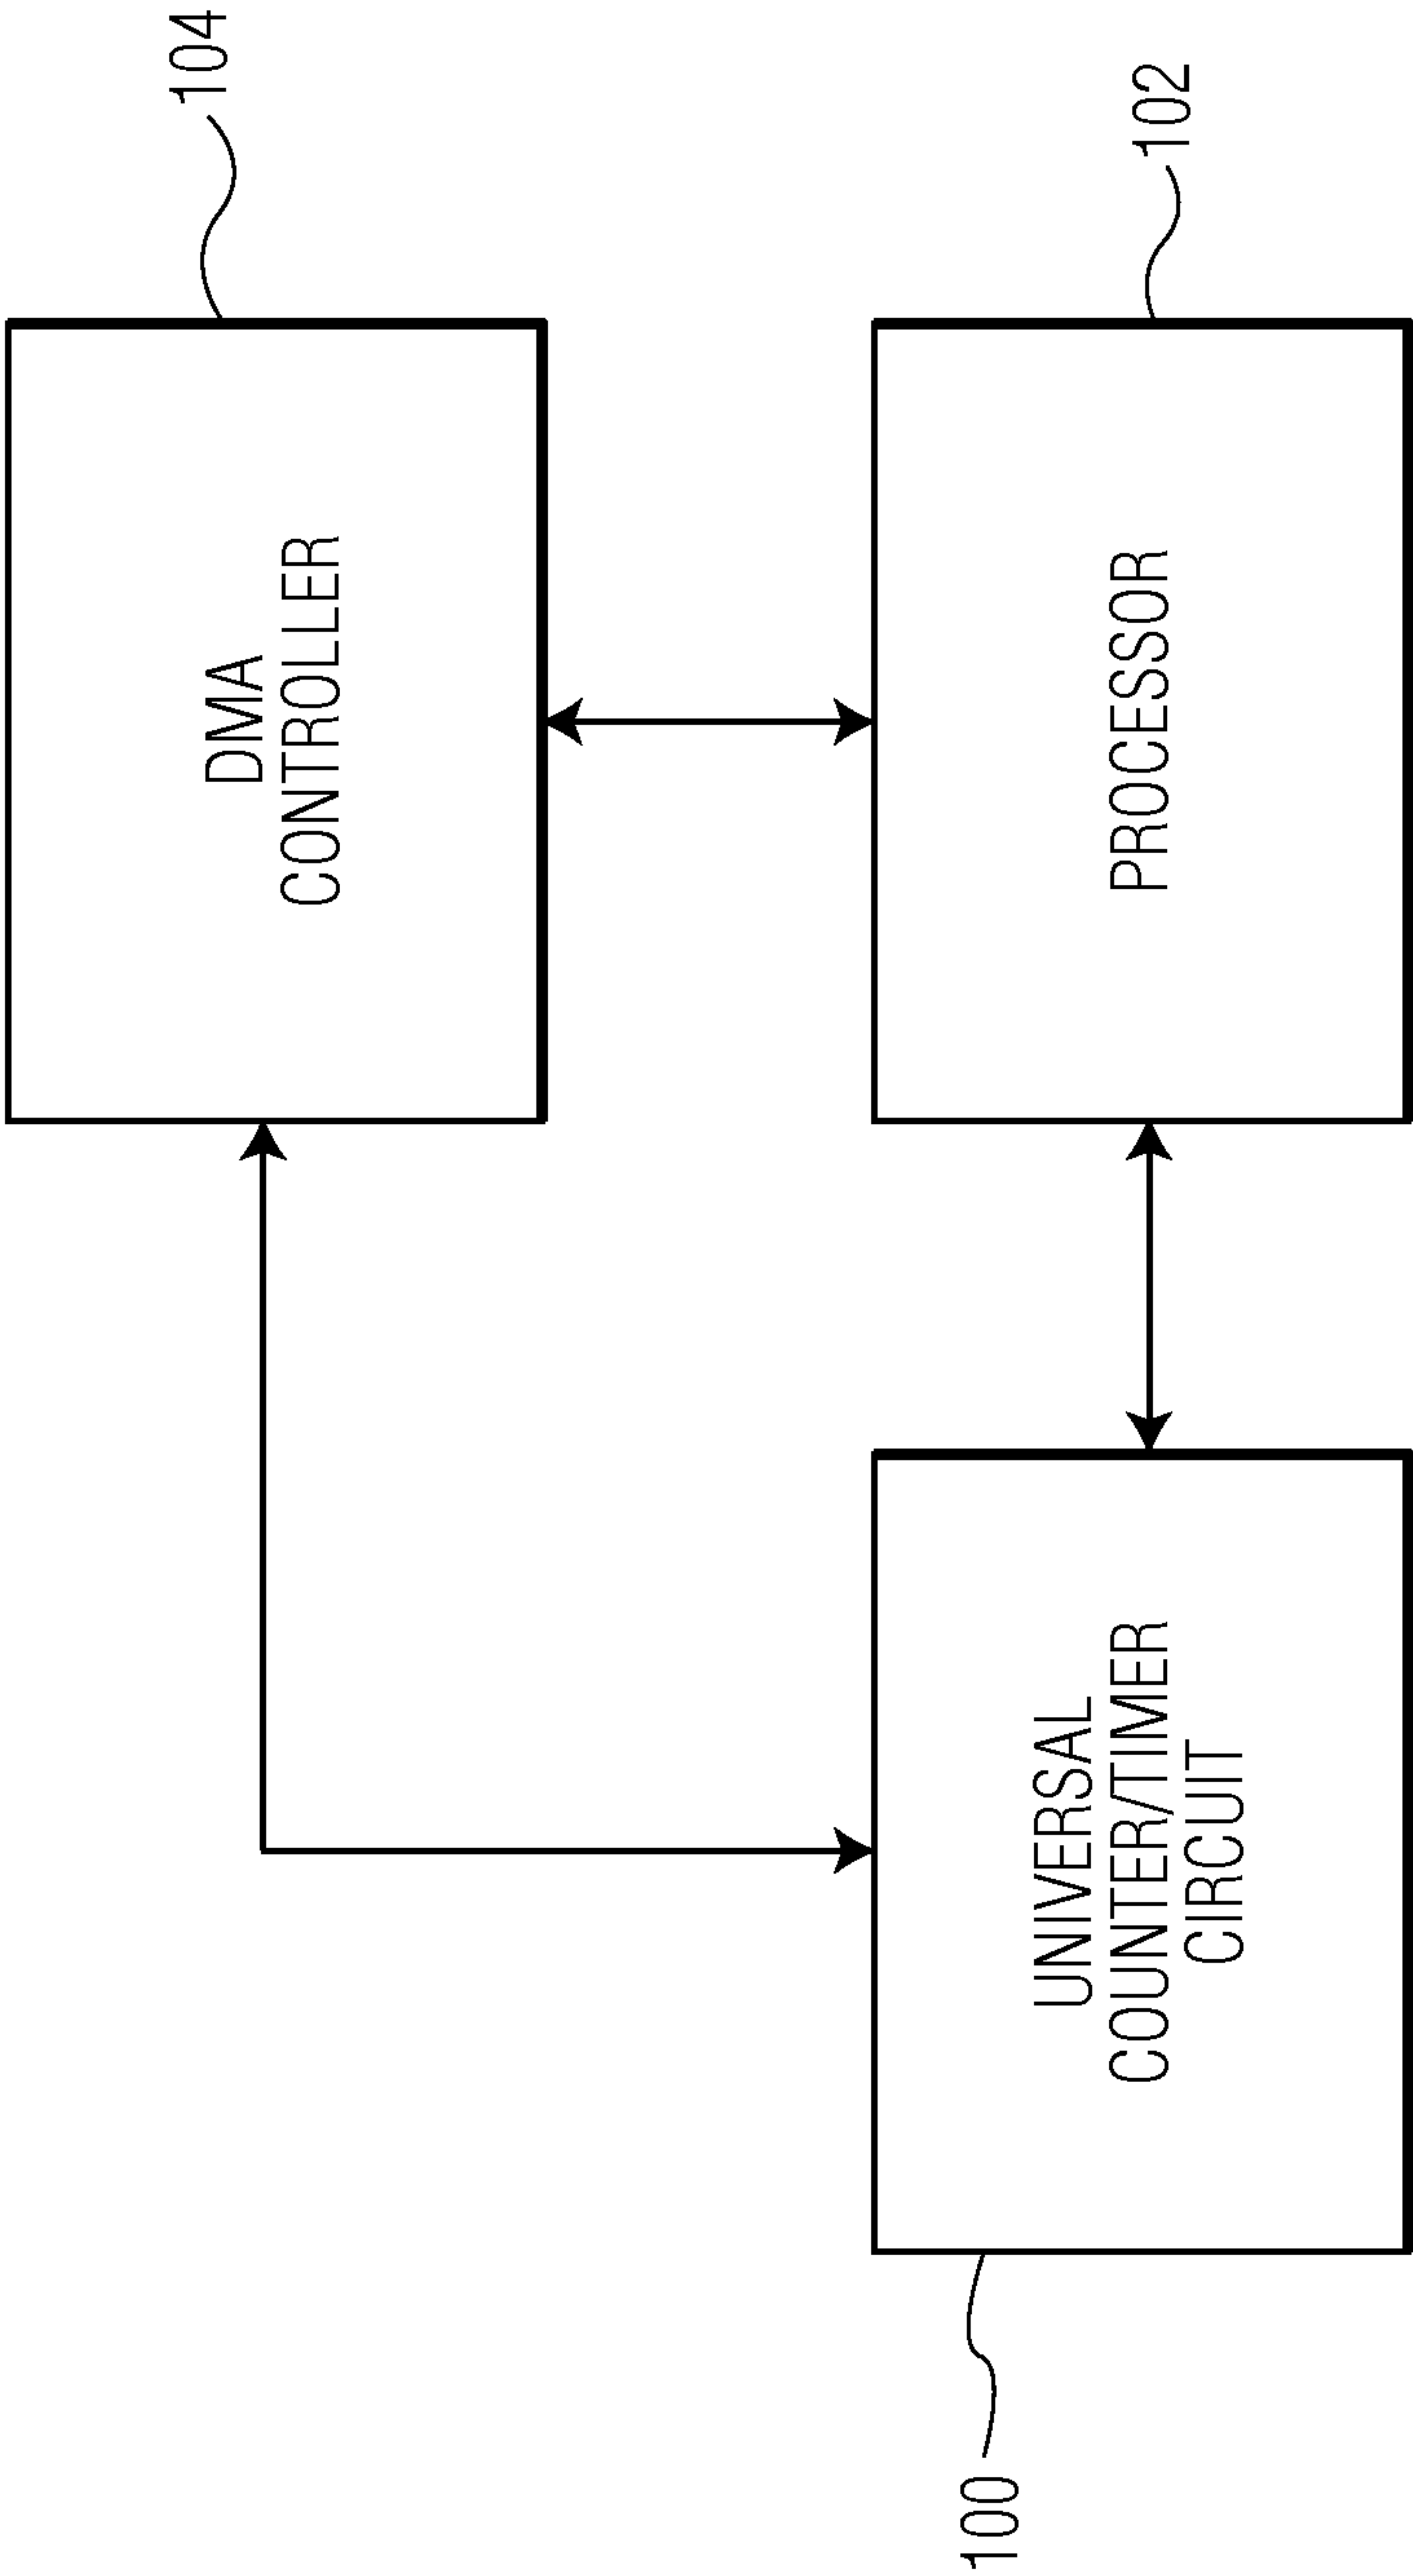 104
DMA
CONTROLLER
102
PROCESSOR
UNIVERSAL
COUNTER/TIMER
CIRCUIT
100